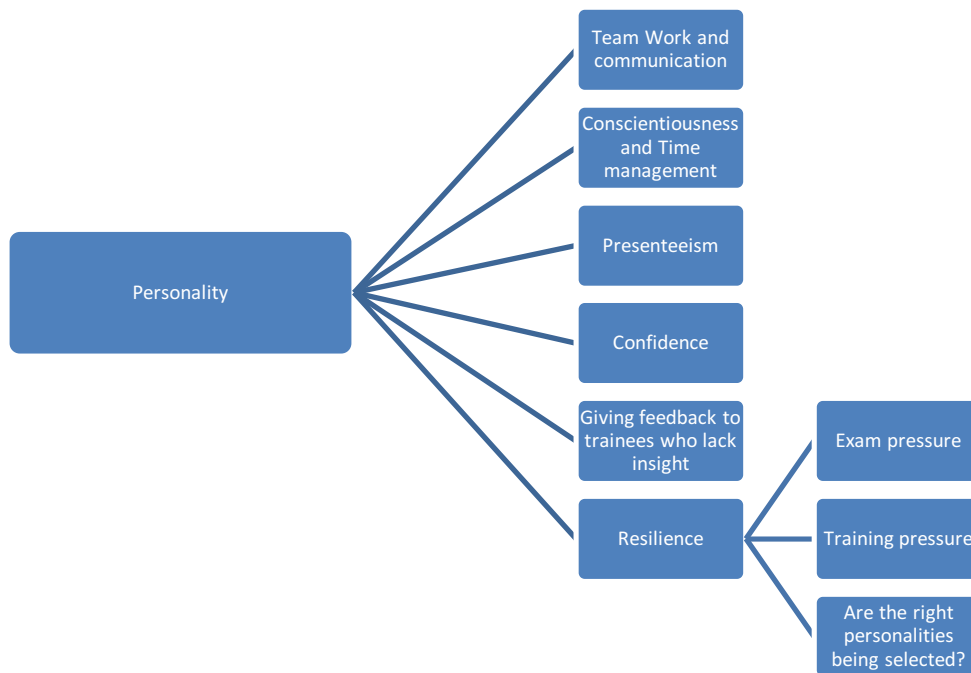 Personality
Team Work and
communication
Conscientiousness
and Time
management
Presenteeism
Confidence
Giving feedback to
trainees who lack
insight
Resilience
Exam pressure
Training pressure
Are the right
personalities
being selected?